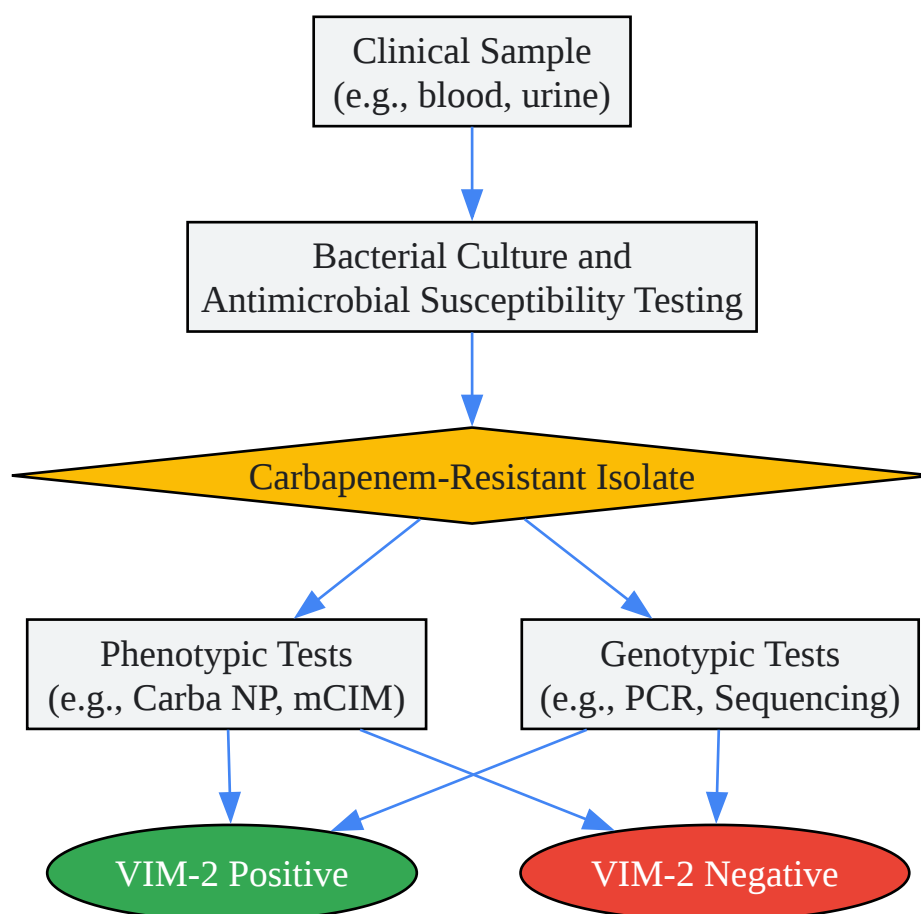 Clinical Sample
(e.g., blood, urine)
Bacterial Culture and
Antimicrobial Susceptibility Testing
Carbapenem-Resistant Isolate
Phenotypic Tests
(e.g., Carba NP, mCIM)
Genotypic Tests
(e.g., PCR, Sequencing)
VIM-2 Positive
VIM-2 Negative